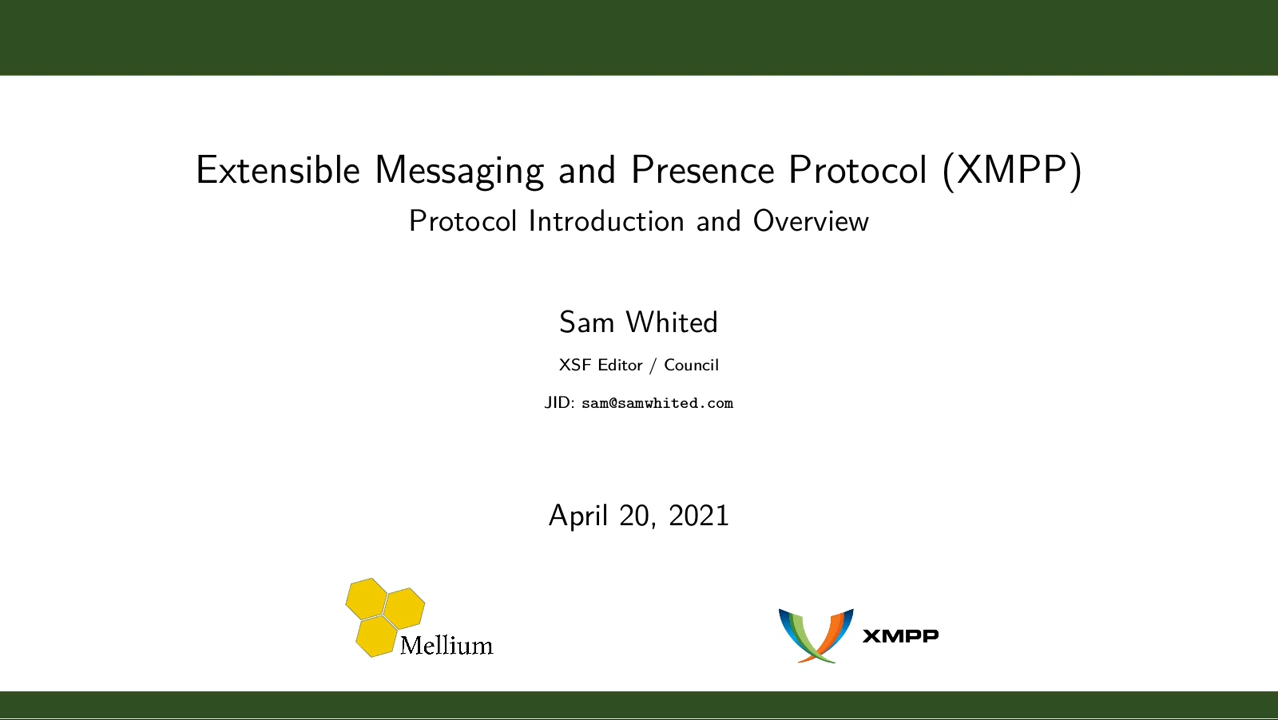 Extensible Messaging and Presence Protocol (XMPP)
Protocol Introduction and Overview
Sam Whited
XSF Editor / Council
JID: sam@samwhited.com
April 20, 2021
Mellium
XMPP